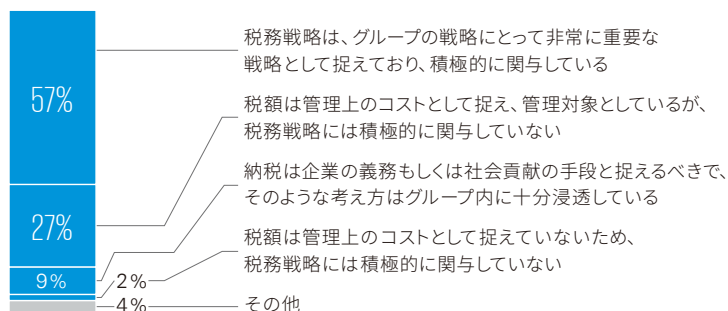 税務戦略は、グループの戦略にとって非常に重要な
戦略として捉えており、積極的に関与している
57%
税額は管理上のコストとして捉え、管理対象としているが、
税務戦略には積極的に関与していない
納税は企業の義務もしくは社会貢献の手段と捉えるべきで、
そのような考え方はグループ内に十分浸透している
27%
税額は管理上のコストとして捉えていないため、
税務戦略には積極的に関与していない
9%
2%
4%
その他